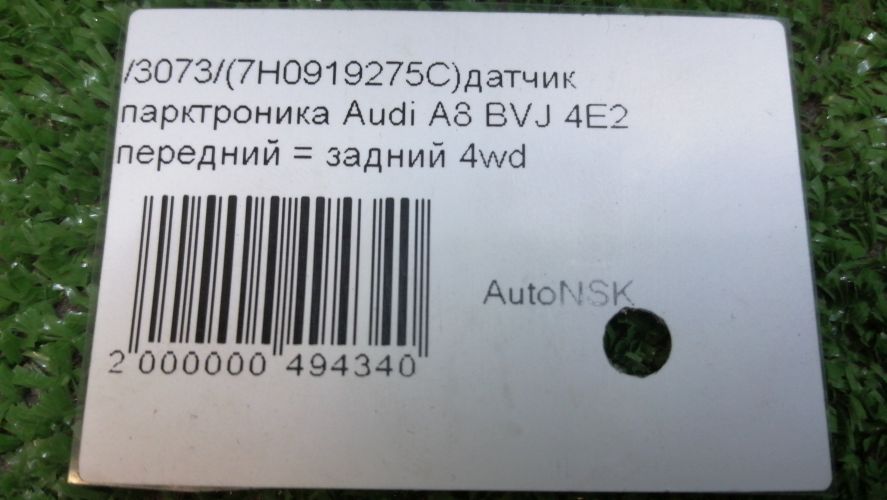 /3073/(7H0919275C)датчик
парктроника Audi A8 BVJ 4E2
передний = задний 4wd
AutoNSK
2 000000 494340